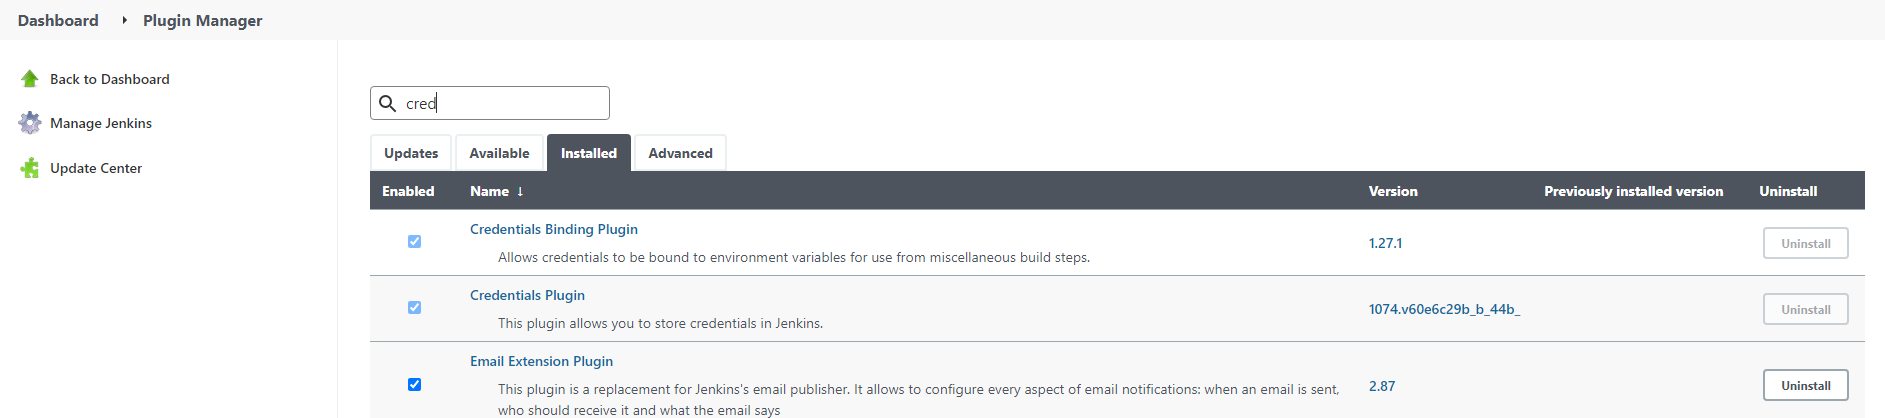 Dashboard Plugin Manager
Back to Dashboard
Manage Jenkins
Update Center
cred
Updates Available Installed Advanced
Enabled Name ↓ Version Previously installed version Uninstall
Credentials Binding Plugin
Allows credentials to be bound to environment variables for use from miscellaneous build steps.
1.27.1
Uninstall
Credentials Plugin
This plugin allows you to store credentials in Jenkins.
1074.v60e6c29b_b_44b_
Uninstall
Email Extension Plugin
This plugin is a replacement for Jenkins's email publisher. It allows to configure every aspect of email notifications: when an email is sent,
who should receive it and what the email says
2.87
Uninstall